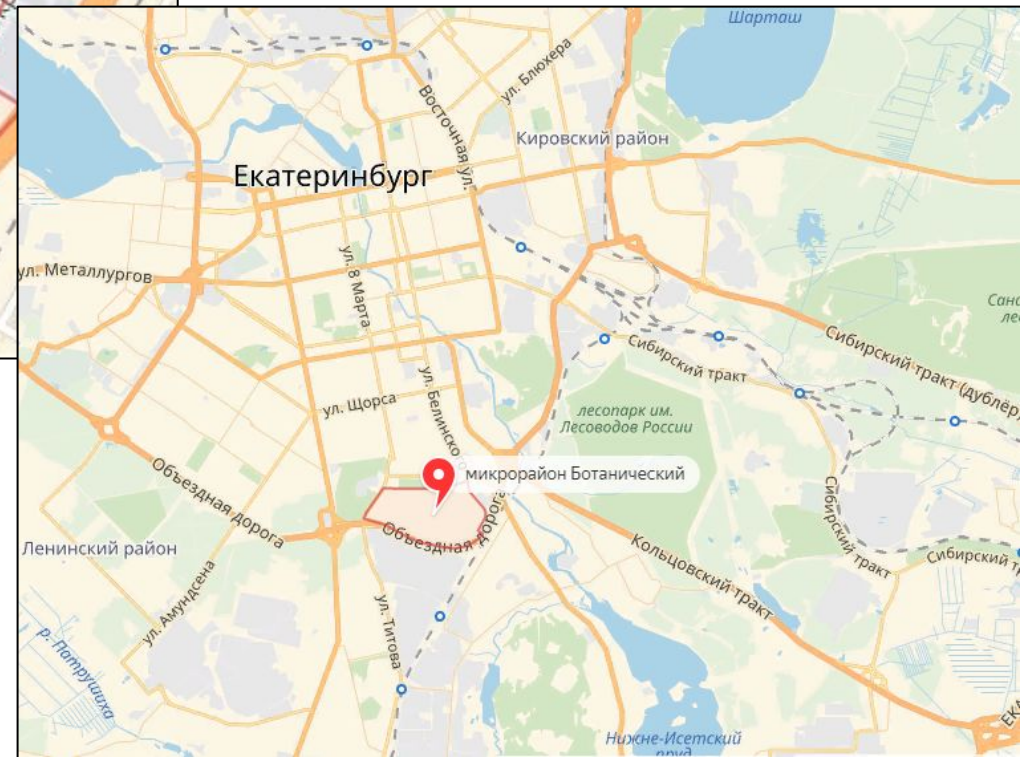 Шарташ
ул. Блюхера
Восточная ул.
Кировский район
Екатеринбург
ул. Металлургов
ул. 8 Марта
Сибирский тракт (дублёр)
Сибирский тракт
ул. Белинско
ул. Щорса
лесопарк им.
Лесоводов России
микрорайон Ботанический
Объездная дорога
Объездная дорога
Ленинский район
Кольцовский тракт
Сибирский тракт
Сибирский т
ул. Амундсена
ул. Титова
р. Патрушиха
Нижне-Исетский
пруд